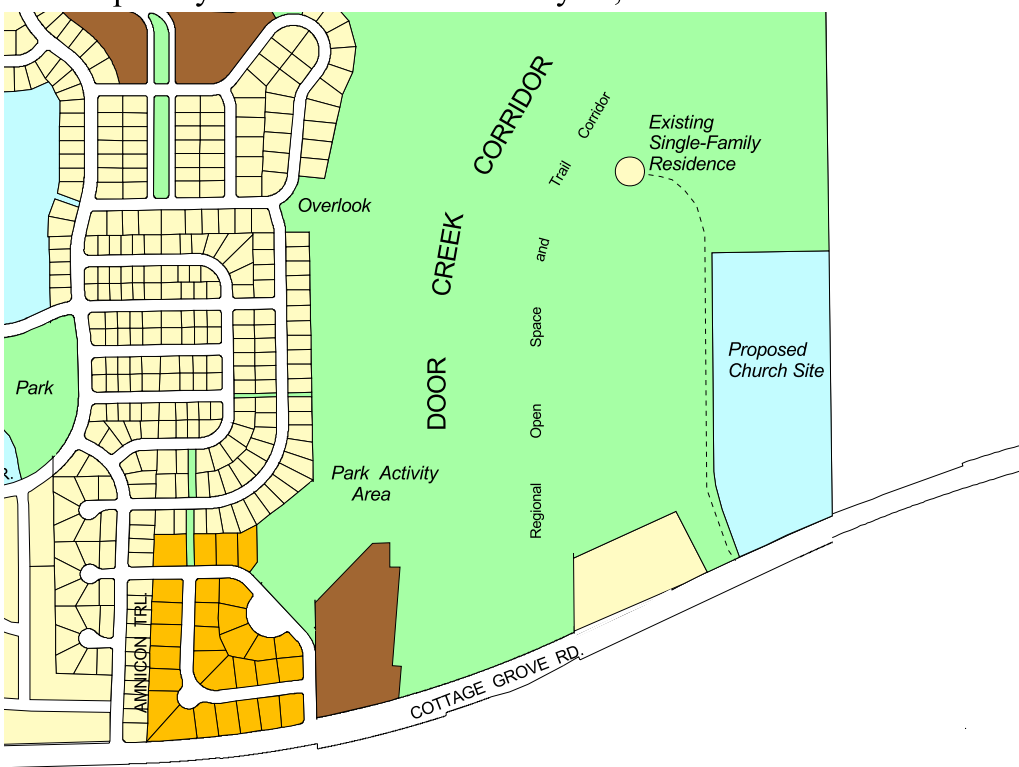 CORRIDOR
Corridor
Existing
Single-Family
Residence
Trail
Overlook
CREEK
and
Space
Proposed
Church Site
DOOR
Park
Open
Park Activity
Area
R.
Regional
AMNICON TRL.
COTTAGE GROVE RD.